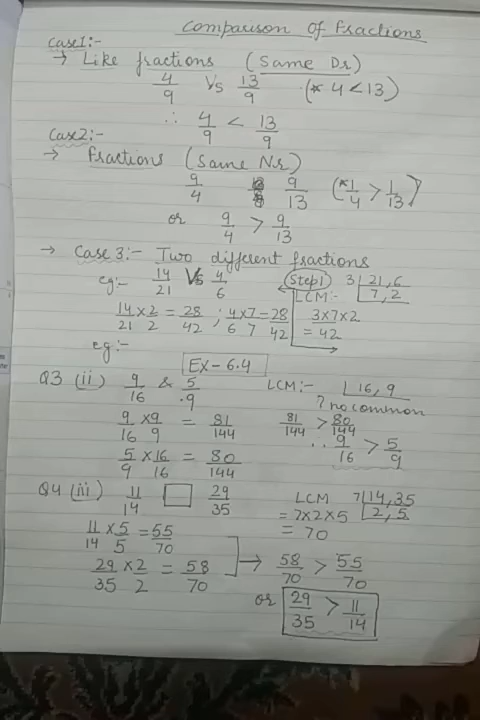 Comparison Of Fractions
Case1:-
→ Like fractions (Same Dr)
4/9 Vs 13/9 (* 4 < 13)
∴ 4/9 < 13/9
Case2:-
→ Fractions (Same Nr)
9/4 9/13 (* 1/4 > 1/13)
or 9/4 > 9/13
→ Case 3:- Two different fractions
eg:- 14/21 Vs 4/6 Step1 3 | 21, 6
LCM:- 7, 2
14/21 × 2/2 = 28/42 ; 4/6 × 7/7 = 28/42 3×7×2
= 42
eg:-
EX-6.4
Q3 (ii) 9/16 & 5/9 LCM:- | 16, 9
? no common
9/16 × 9/9 = 81/144 81/144 > 80/144
5/9 × 16/16 = 80/144 ∴ 9/16 > 5/9
Q4 (iii) 11/14 □ 29/35 LCM 7 | 14, 35
= 7×2×5 | 2, 5
= 70
11/14 × 5/5 = 55/70
29/35 × 2/2 = 58/70 → 58/70 > 55/70
or 29/35 > 11/14